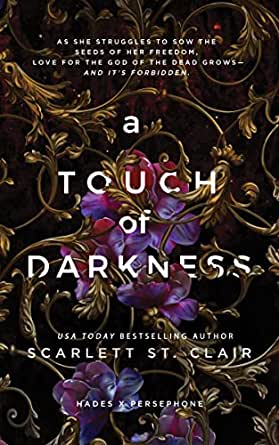 AS SHE STRUGGLES TO SOW THE
SEEDS OF HER FREEDOM,
LOVE FOR THE GOD OF THE DEAD GROWS—
AND IT'S FORBIDDEN.
a
TOUCH
of
DARKNESS
USA TODAY BESTSELLING AUTHOR
SCARLETT ST. CLAIR
HADES X PERSEPHONE